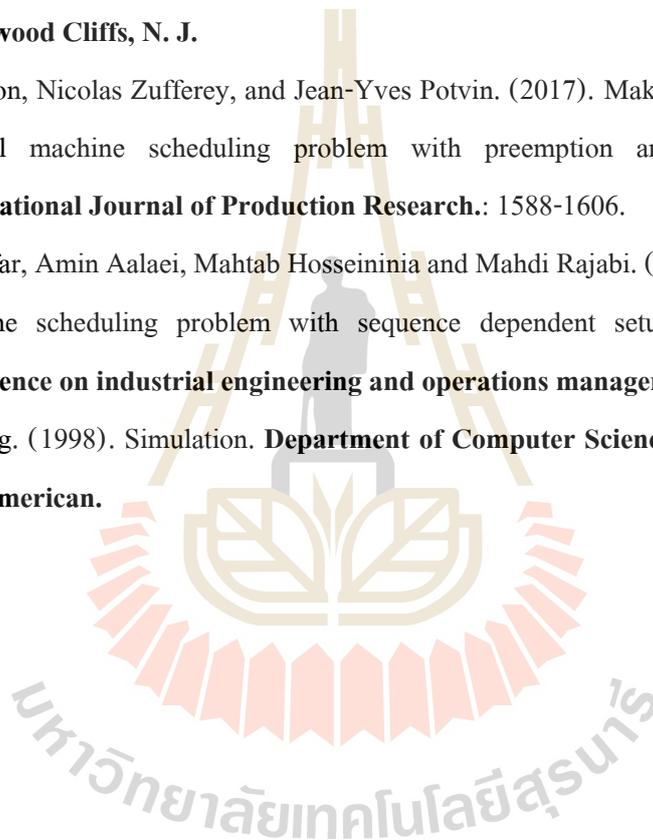 wood Cliffs, N. J.
on, Nicolas Zufferey, and Jean-Yves Potvin. (2017). Mak
l machine scheduling problem with preemption an
ational Journal of Production Research.: 1588-1606.
far, Amin Aalaei, Mahtab Hosseininia and Mahdi Rajabi. (
ne scheduling problem with sequence dependent setu
ence on industrial engineering and operations manager
g. (1998). Simulation. Department of Computer Scienc
merican.
มหาวิทยาลัยเทคโนโลยีสุรนารี